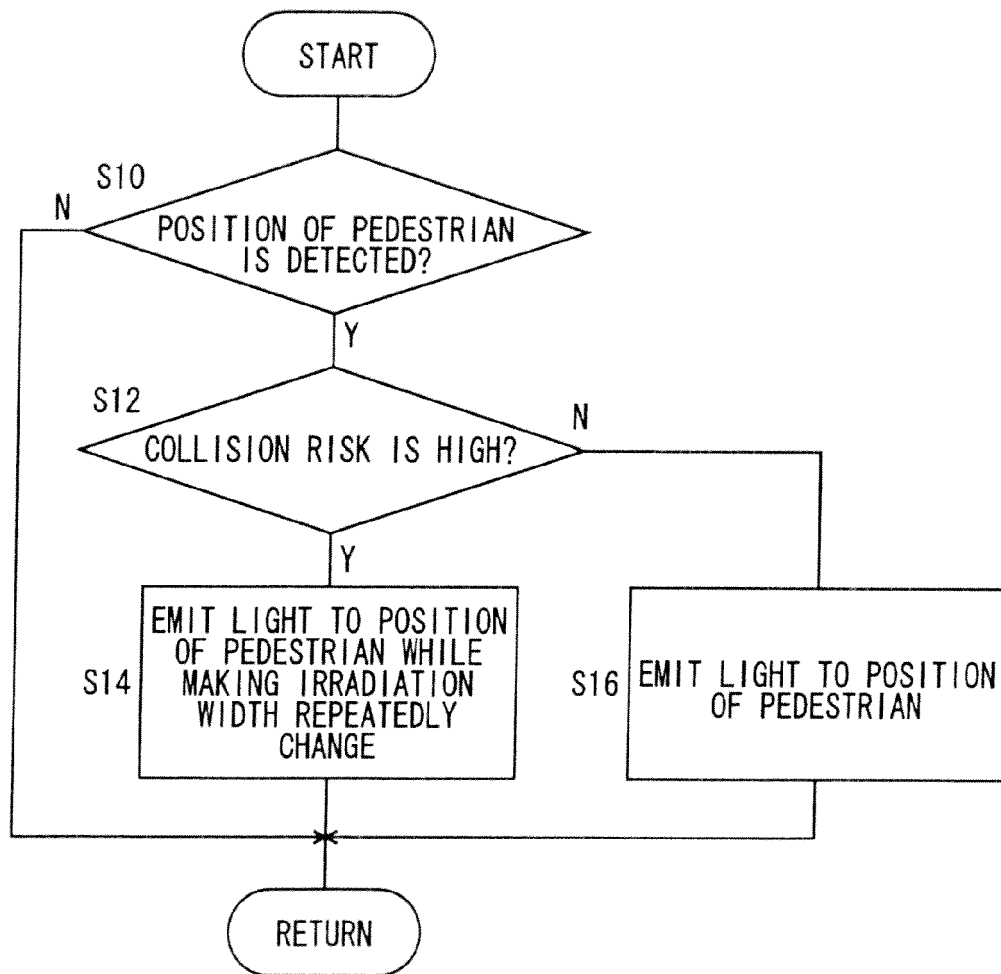 START
S10
N
POSITION OF PEDESTRIAN
IS DETECTED?
Y
S12
N
COLLISION RISK IS HIGH?
Y
S14
EMIT LIGHT TO POSITION
OF PEDESTRIAN WHILE
MAKING IRRADIATION
WIDTH REPEATEDLY
CHANGE
S16
EMIT LIGHT TO POSITION
OF PEDESTRIAN
RETURN